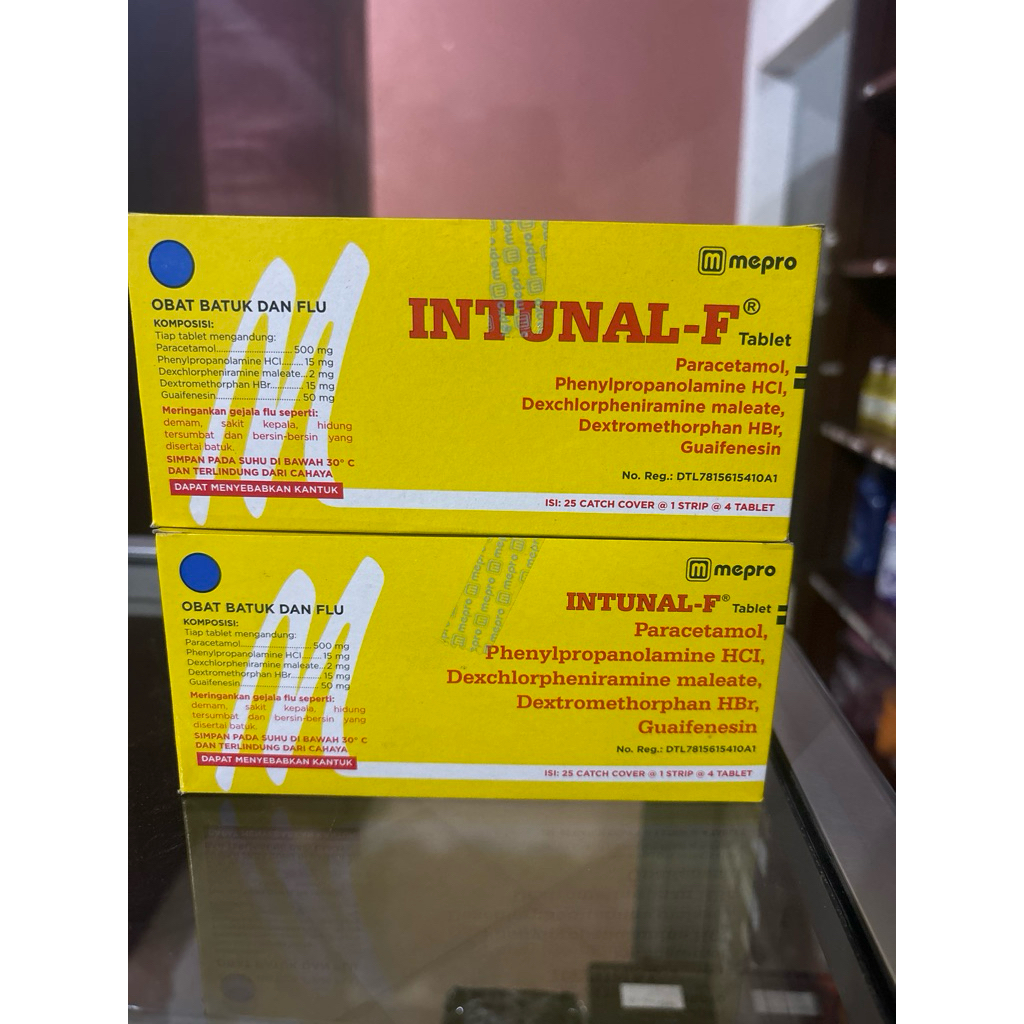 mepro
INTUNAL-F®
Tablet
Paracetamol,
Phenylpropanolamine HCl,
Dexchlorpheniramine maleate,
Dextromethorphan HBr,
Guaifenesin
No. Reg.: DTL7815615410A1
ISI: 25 CATCH COVER @ 1 STRIP @ 4 TABLET
OBAT BATUK DAN FLU
KOMPOSISI:
Tiap tablet mengandung:
Paracetamol.......................... 500 mg
Phenylpropanolamine HCl........ 15 mg
Dexchlorpheniramine maleate...2 mg
Dextromethorphan HBr............ 15 mg
Guaifenesin............................ 50 mg
Meringankan gejala flu seperti:
demam, sakit kepala, hidung
tersumbat dan bersin-bersin yang
disertai batuk.
SIMPAN PADA SUHU DI BAWAH 30° C
DAN TERLINDUNG DARI CAHAYA
DAPAT MENYEBABKAN KANTUK
mepro
INTUNAL-F® Tablet
Paracetamol,
Phenylpropanolamine HCl,
Dexchlorpheniramine maleate,
Dextromethorphan HBr,
Guaifenesin
No. Reg.: DTL7815615410A1
ISI: 25 CATCH COVER @ 1 STRIP @ 4 TABLET
OBAT BATUK DAN FLU
KOMPOSISI:
Tiap tablet mengandung:
Paracetamol.......................... 500 mg
Phenylpropanolamine HCl........ 15 mg
Dexchlorpheniramine maleate...2 mg
Dextromethorphan HBr............ 15 mg
Guaifenesin............................ 50 mg
Meringankan gejala flu seperti:
demam, sakit kepala, hidung
tersumbat dan bersin-bersin yang
disertai batuk.
SIMPAN PADA SUHU DI BAWAH 30° C
DAN TERLINDUNG DARI CAHAYA
DAPAT MENYEBABKAN KANTUK